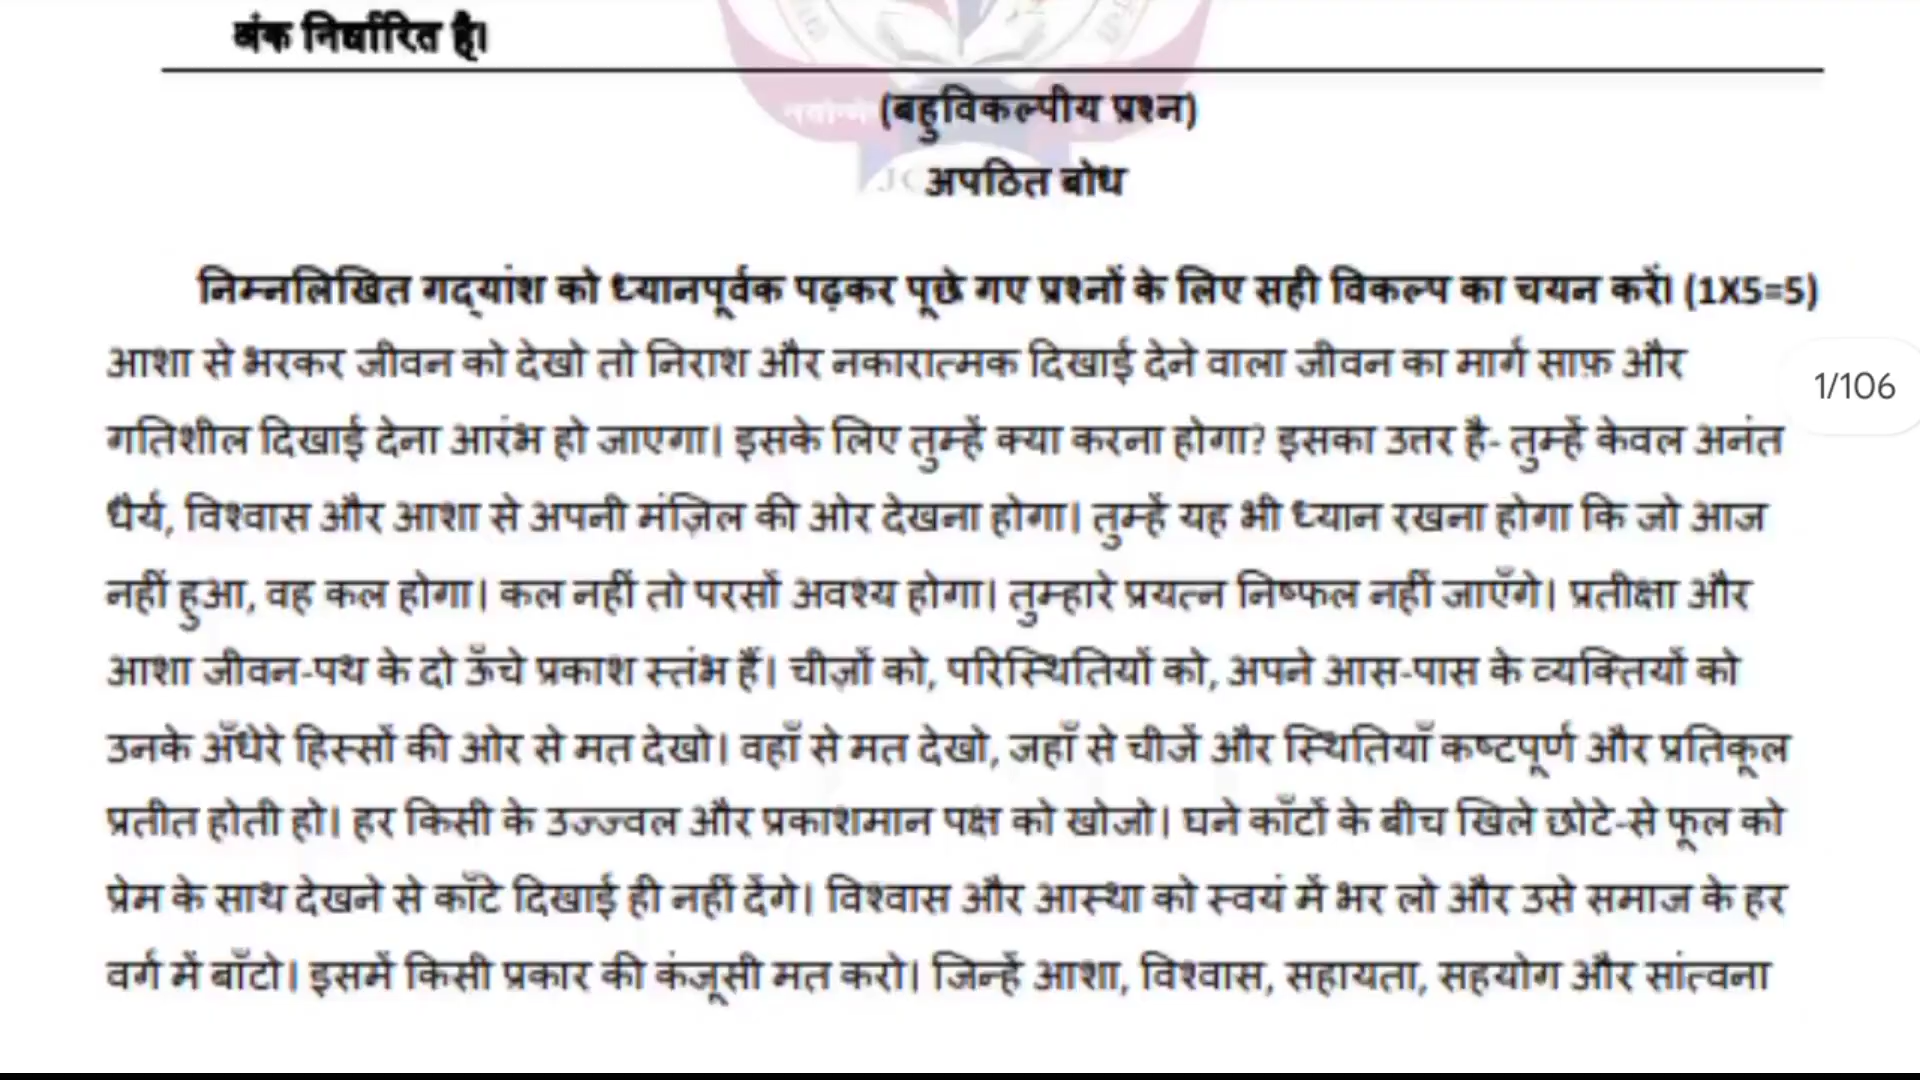 अंक निर्धारित है।
(बहुविकल्पीय प्रश्न)
अपठित बोध
निम्नलिखित गद्यांश को ध्यानपूर्वक पढ़कर पूछे गए प्रश्नों के लिए सही विकल्प का चयन करें। (1X5=5)
आशा से भरकर जीवन को देखो तो निराश और नकारात्मक दिखाई देने वाला जीवन का मार्ग साफ़ और
1/106
गतिशील दिखाई देना आरंभ हो जाएगा। इसके लिए तुम्हें क्या करना होगा? इसका उत्तर है- तुम्हें केवल अनंत
धैर्य, विश्वास और आशा से अपनी मंज़िल की ओर देखना होगा। तुम्हें यह भी ध्यान रखना होगा कि जो आज
नहीं हुआ, वह कल होगा। कल नहीं तो परसों अवश्य होगा। तुम्हारे प्रयत्न निष्फल नहीं जाएँगे। प्रतीक्षा और
आशा जीवन-पथ के दो ऊँचे प्रकाश स्तंभ हैं। चीज़ों को, परिस्थितियों को, अपने आस-पास के व्यक्तियों को
उनके अँधेरे हिस्सों की ओर से मत देखो। वहाँ से मत देखो, जहाँ से चीजें और स्थितियाँ कष्टपूर्ण और प्रतिकूल
प्रतीत होती हो। हर किसी के उज्ज्वल और प्रकाशमान पक्ष को खोजो। घने काँटों के बीच खिले छोटे-से फूल को
प्रेम के साथ देखने से काँटे दिखाई ही नहीं देंगे। विश्वास और आस्था को स्वयं में भर लो और उसे समाज के हर
वर्ग में बाँटो। इसमें किसी प्रकार की कंजूसी मत करो। जिन्हें आशा, विश्वास, सहायता, सहयोग और सांत्वना